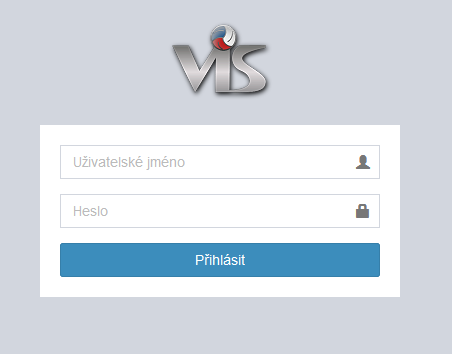 VIS
Uživatelské jméno
Heslo
Přihlásit